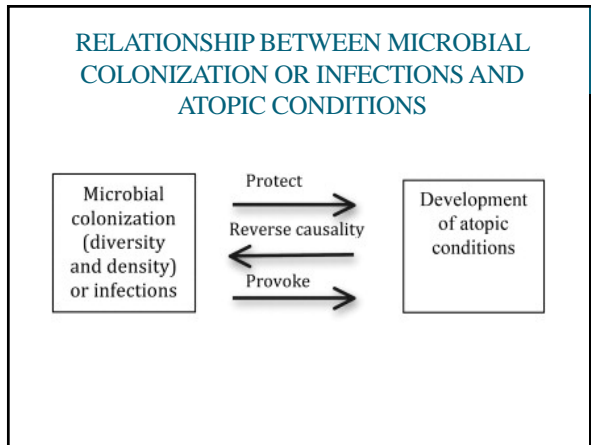 RELATIONSHIP BETWEEN MICROBIAL
COLONIZATION OR INFECTIONS AND
ATOPIC CONDITIONS
Microbial
colonization
(diversity
and density)
or infections
Protect
Reverse causality
Provoke
Development
of atopic
conditions